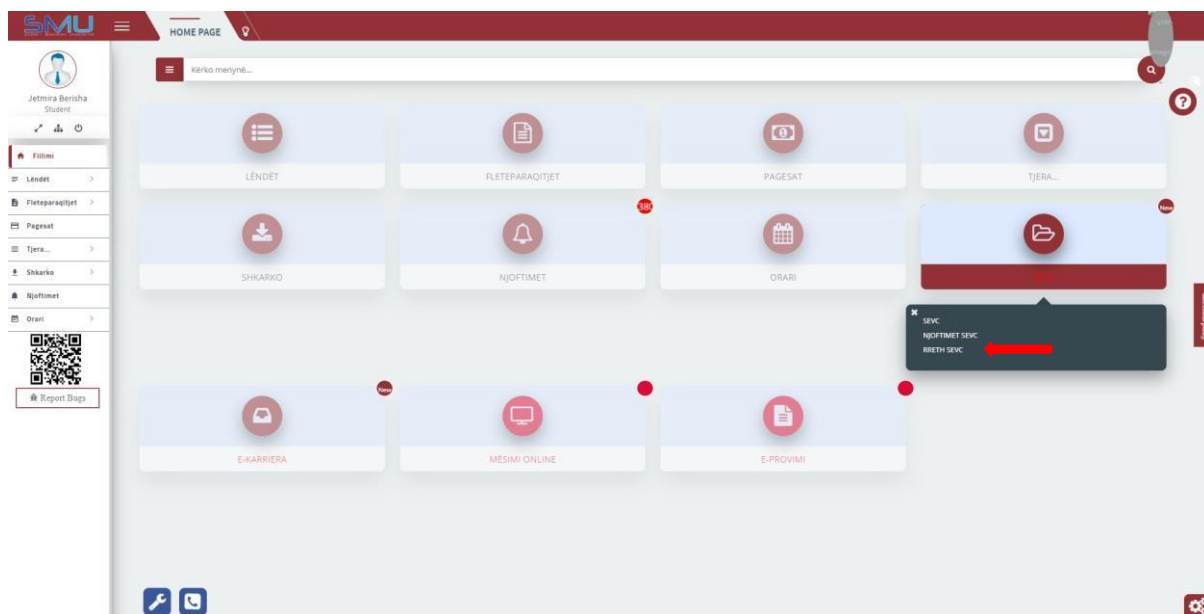 SMU
HOME PAGE
Kërko menynë...
Jetmira Berisha
Student
Fillimi
Lëndët
Fleteparaqitjet
Pagesat
Tjera...
Shkarko
Njoftimet
Orari
Report Bugs
LËNDËT
FLETEPARAQITJET
PAGESAT
TJERA...
380
New
SHKARKO
NJOFTIMET
ORARI
SEVC
NJOFTIMET SEVC
RRETH SEVC
New
E-KARRIERA
MËSIMI ONLINE
E-PROVIMI